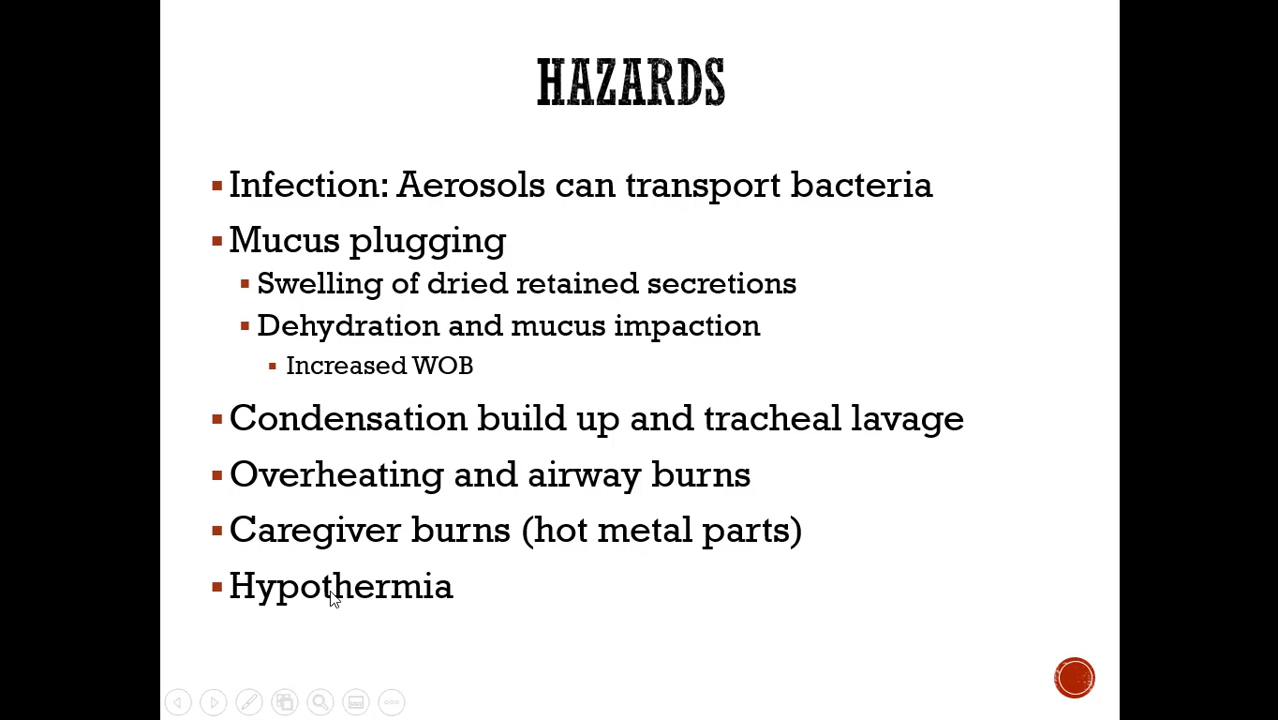 HAZARDS
Infection: Aerosols can transport bacteria
Mucus plugging
Swelling of dried retained secretions
Dehydration and mucus impaction
Increased WOB
Condensation build up and tracheal lavage
Overheating and airway burns
Caregiver burns (hot metal parts)
Hypothermia